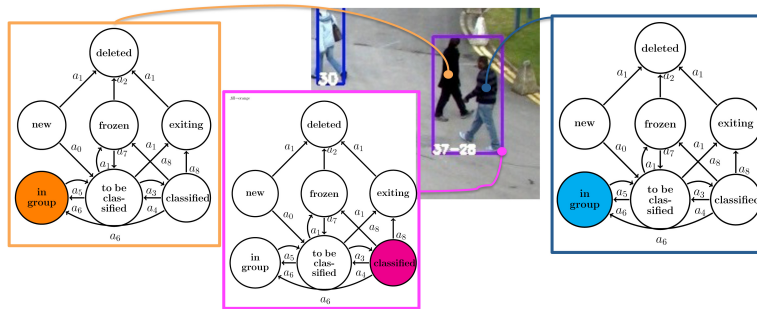 deleted
a1
a2
a1
new
frozen
exiting
a0
a7
a1
a1
a8
a8
in
group
a5
a6
to be
clas-
sified
a3
a4
classified
a6
30
37-28
deleted
a1
a2
a1
new
frozen
exiting
a0
a7
a1
a1
a8
a8
in
group
a5
a6
to be
clas-
sified
a3
a4
classified
a6
deleted
a1
a2
a1
new
frozen
exiting
a0
a7
a1
a1
a8
a8
in
group
a5
a6
to be
clas-
sified
a3
a4
classified
a6